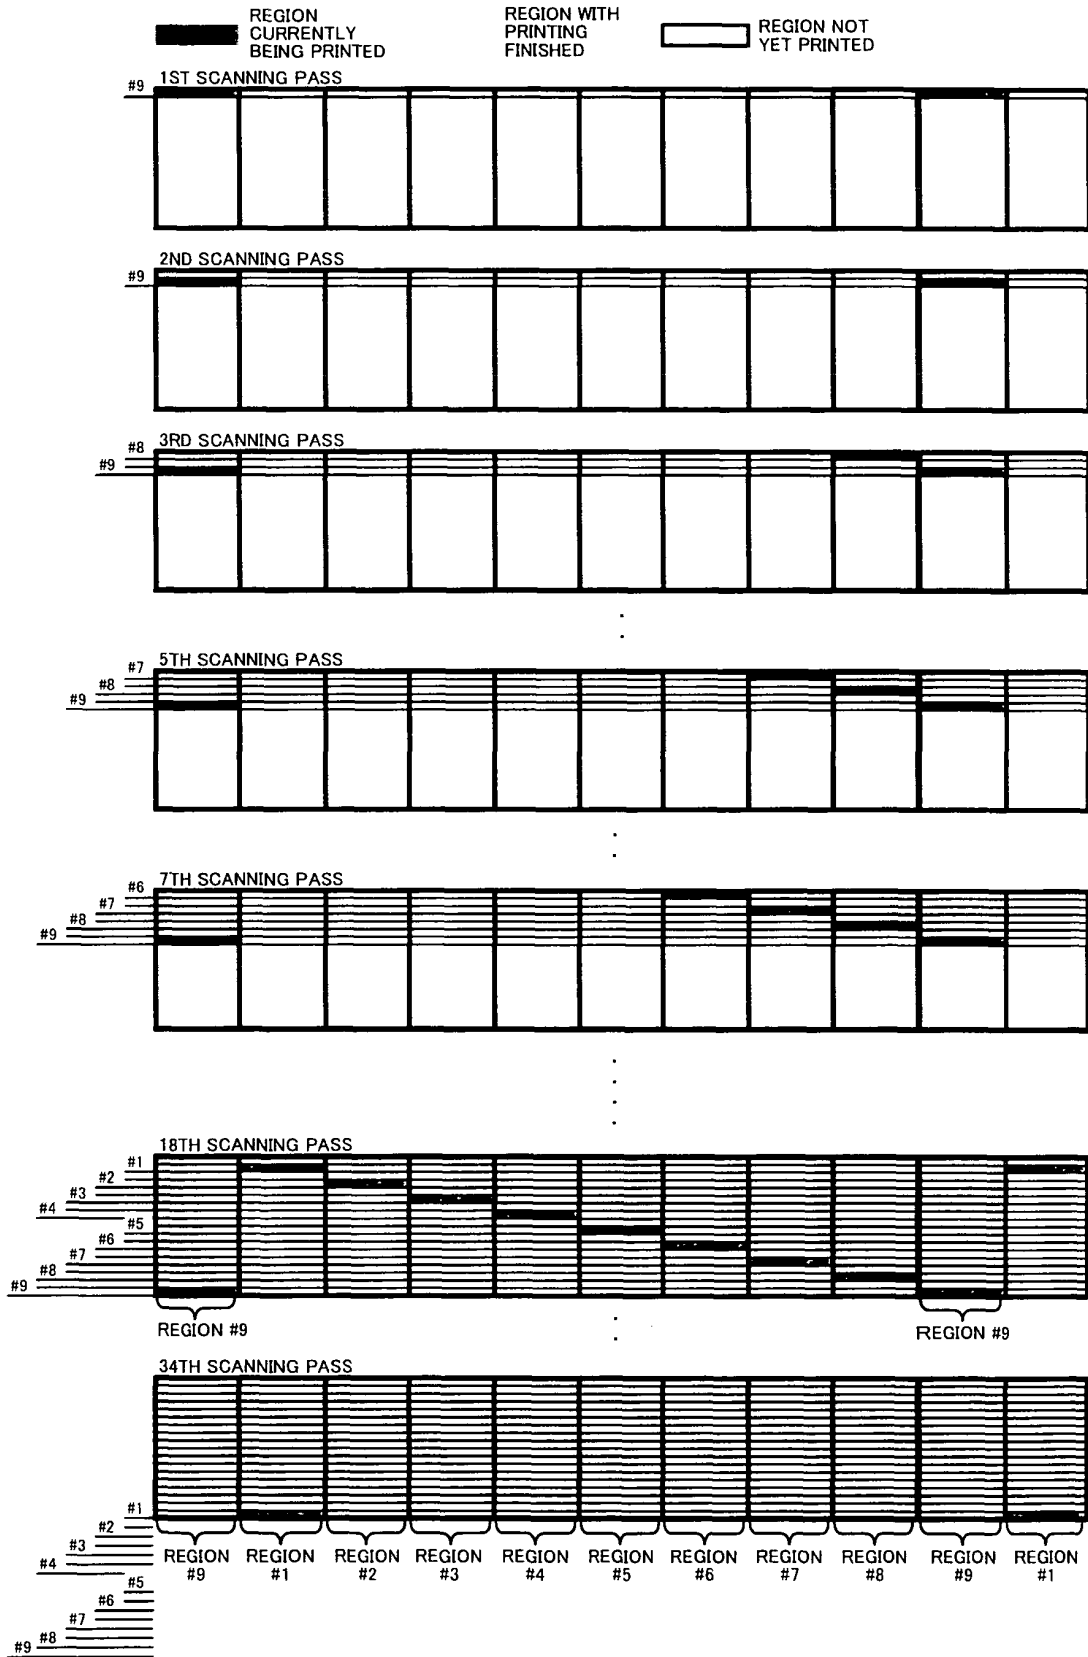 REGION
CURRENTLY
BEING PRINTED
REGION WITH
PRINTING
FINISHED
REGION NOT
YET PRINTED
1ST SCANNING PASS
#9
2ND SCANNING PASS
#9
3RD SCANNING PASS
#8
#9
5TH SCANNING PASS
#7
#8
#9
7TH SCANNING PASS
#6
#7
#8
#9
18TH SCANNING PASS
#1
#2
#3
#4
#5
#6
#7
#8
#9
REGION #9
REGION #9
34TH SCANNING PASS
#1
#2
#3
#4
#5
#6
#7
#8
#9
REGION REGION REGION REGION REGION REGION REGION REGION REGION REGION REGION
#9 #1 #2 #3 #4 #5 #6 #7 #8 #9 #1